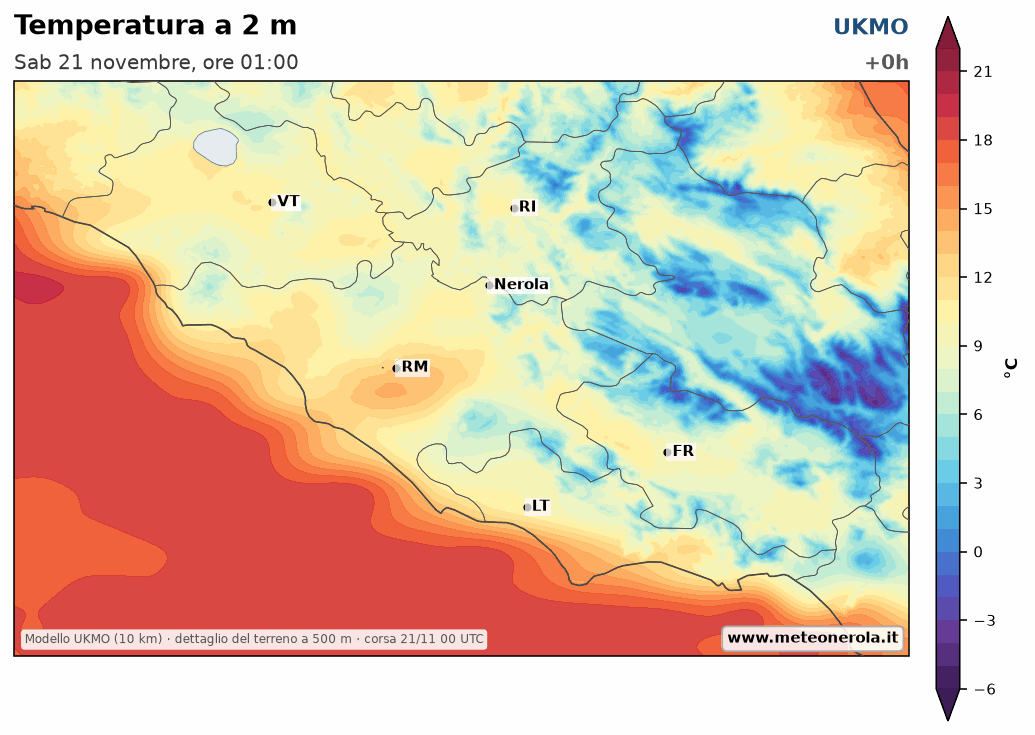 Temperatura a 2 m
UKMO
Sab 21 novembre, ore 01:00
+0h
21
18
15
12
9
6
3
0
−3
−6
°C
VT
RI
Nerola
RM
FR
LT
Modello UKMO (10 km) · dettaglio del terreno a 500 m · corsa 21/11 00 UTC
www.meteonerola.it